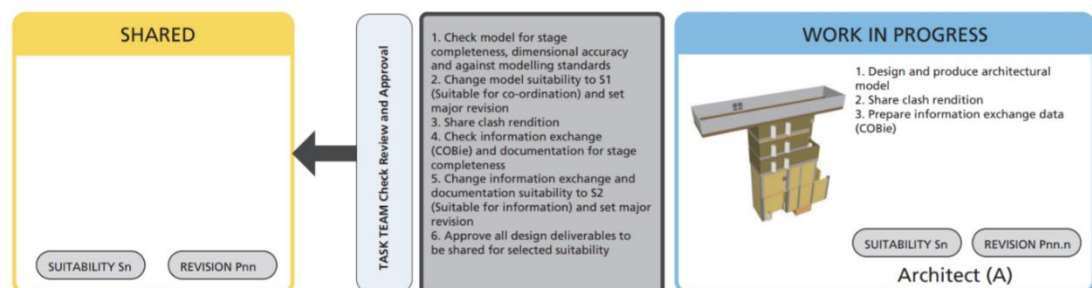 SHARED
SUITABILITY Sn
REVISION Pnn
TASK TEAM Check Review and Approval
1. Check model for stage
completeness, dimensional accuracy
and against modelling standards
2. Change model suitability to S1
(Suitable for co-ordination) and set
major revision
3. Share clash rendition
4. Check information exchange
(COBie) and documentation for stage
completeness
5. Change information exchange and
documentation suitability to S2
(Suitable for information) and set major
revision
6. Approve all design deliverables to
be shared for selected suitability
WORK IN PROGRESS
1. Design and produce architectural
model
2. Share clash rendition
3. Prepare information exchange data
(COBie)
SUITABILITY Sn
REVISION Pnn.n
Architect (A)